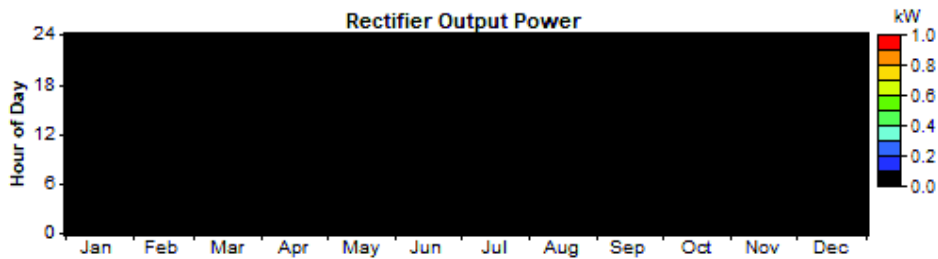 Rectifier Output Power
kW
24
18
12
6
0
Hour of Day
Jan Feb Mar Apr May Jun Jul Aug Sep Oct Nov Dec
1.0
0.8
0.6
0.4
0.2
0.0